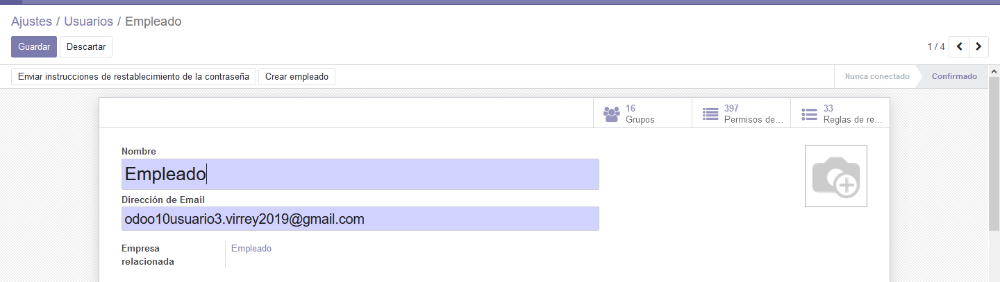 Ajustes / Usuarios / Empleado
Guardar Descartar 1 / 4
Enviar instrucciones de restablecimiento de la contraseña Crear empleado Nunca conectado Confirmado
16 Grupos
397 Permisos de...
33 Reglas de re...
Nombre
Empleado
Dirección de Email
odoo10usuario3.virrey2019@gmail.com
Empresa relacionada
Empleado